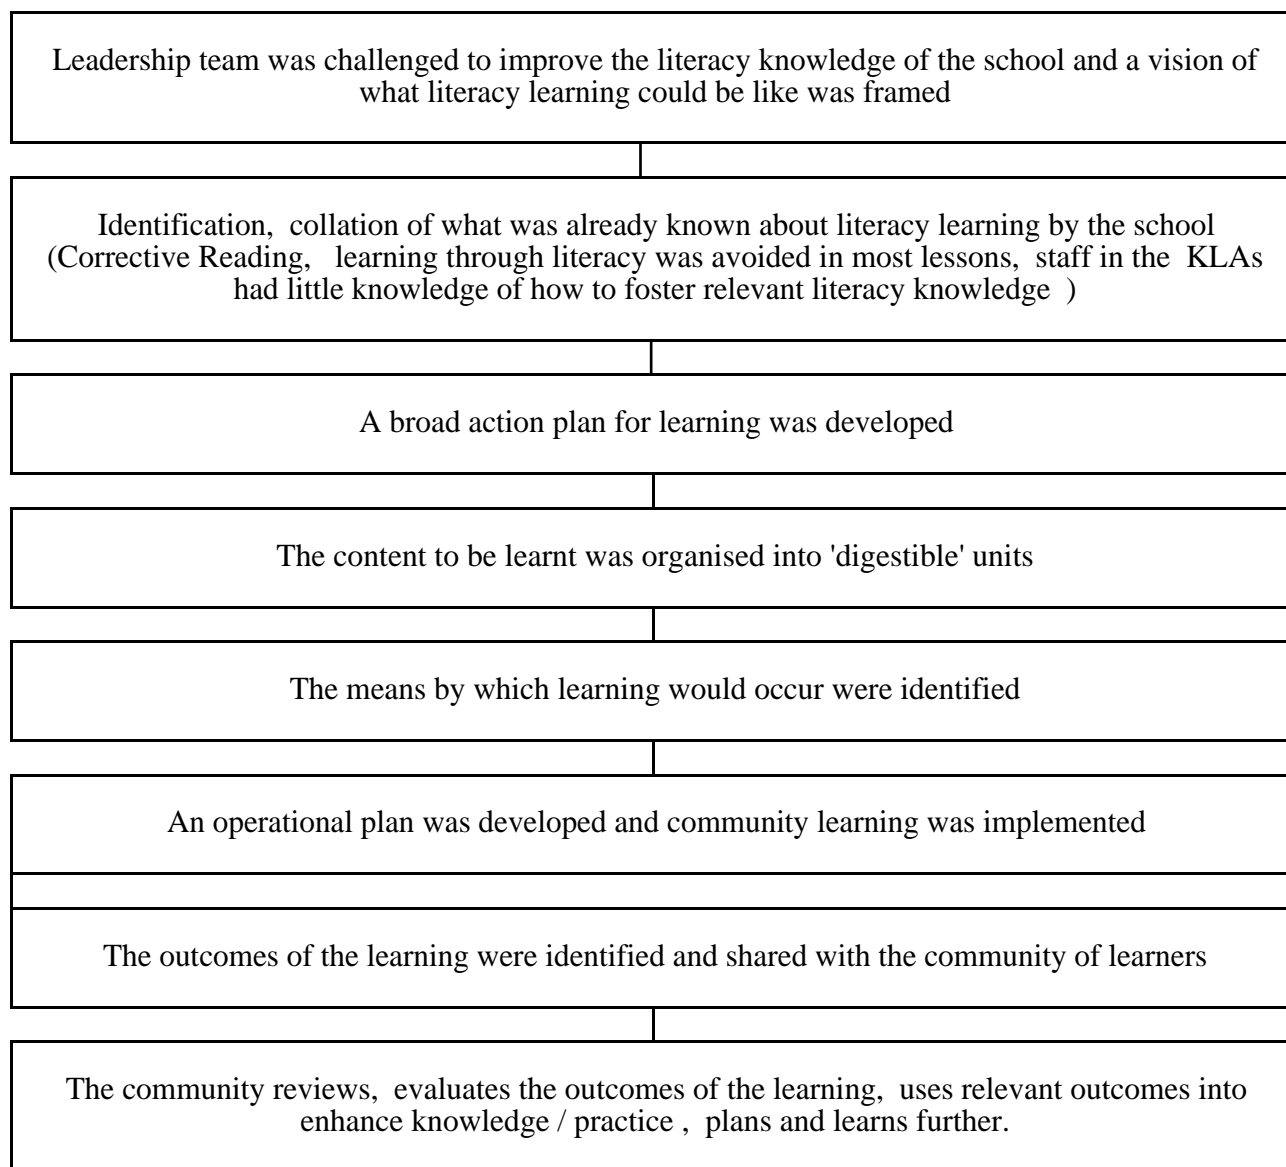 Leadership team was challenged to improve the literacy knowledge of the school and a vision of
what literacy learning could be like was framed
Identification, collation of what was already known about literacy learning by the school
(Corrective Reading, learning through literacy was avoided in most lessons, staff in the KLAs
had little knowledge of how to foster relevant literacy knowledge )
A broad action plan for learning was developed
The content to be learnt was organised into 'digestible' units
The means by which learning would occur were identified
An operational plan was developed and community learning was implemented
The outcomes of the learning were identified and shared with the community of learners
The community reviews, evaluates the outcomes of the learning, uses relevant outcomes into
enhance knowledge / practice , plans and learns further.